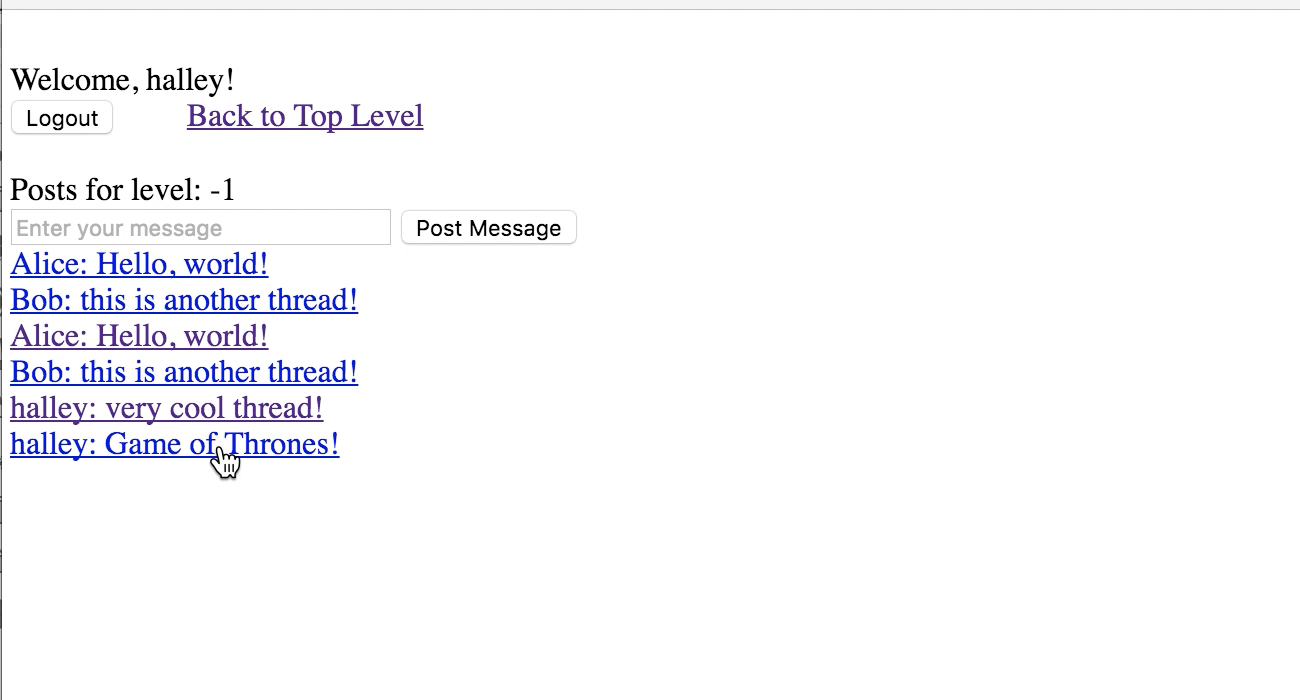 Welcome, halley!
Logout Back to Top Level
Posts for level: -1
Enter your message Post Message
Alice: Hello, world!
Bob: this is another thread!
Alice: Hello, world!
Bob: this is another thread!
halley: very cool thread!
halley: Game of Thrones!